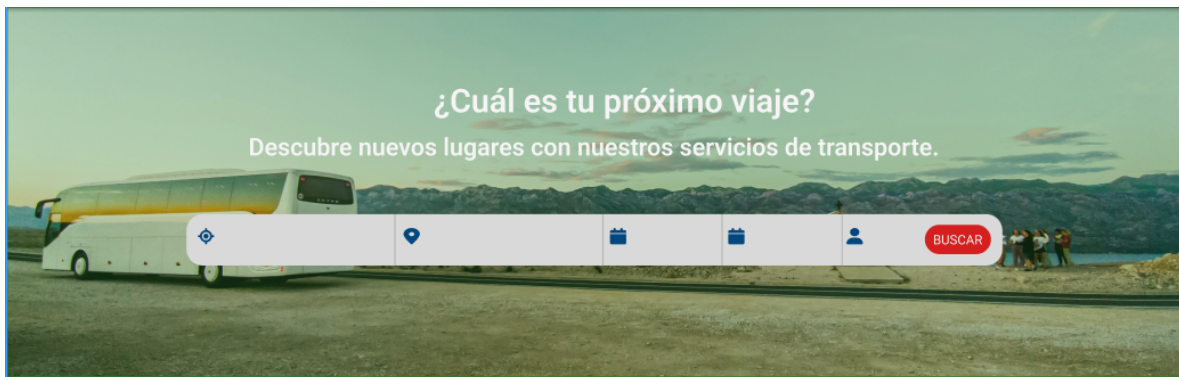 ¿Cuál es tu próximo viaje?
Descubre nuevos lugares con nuestros servicios de transporte.
BUSCAR